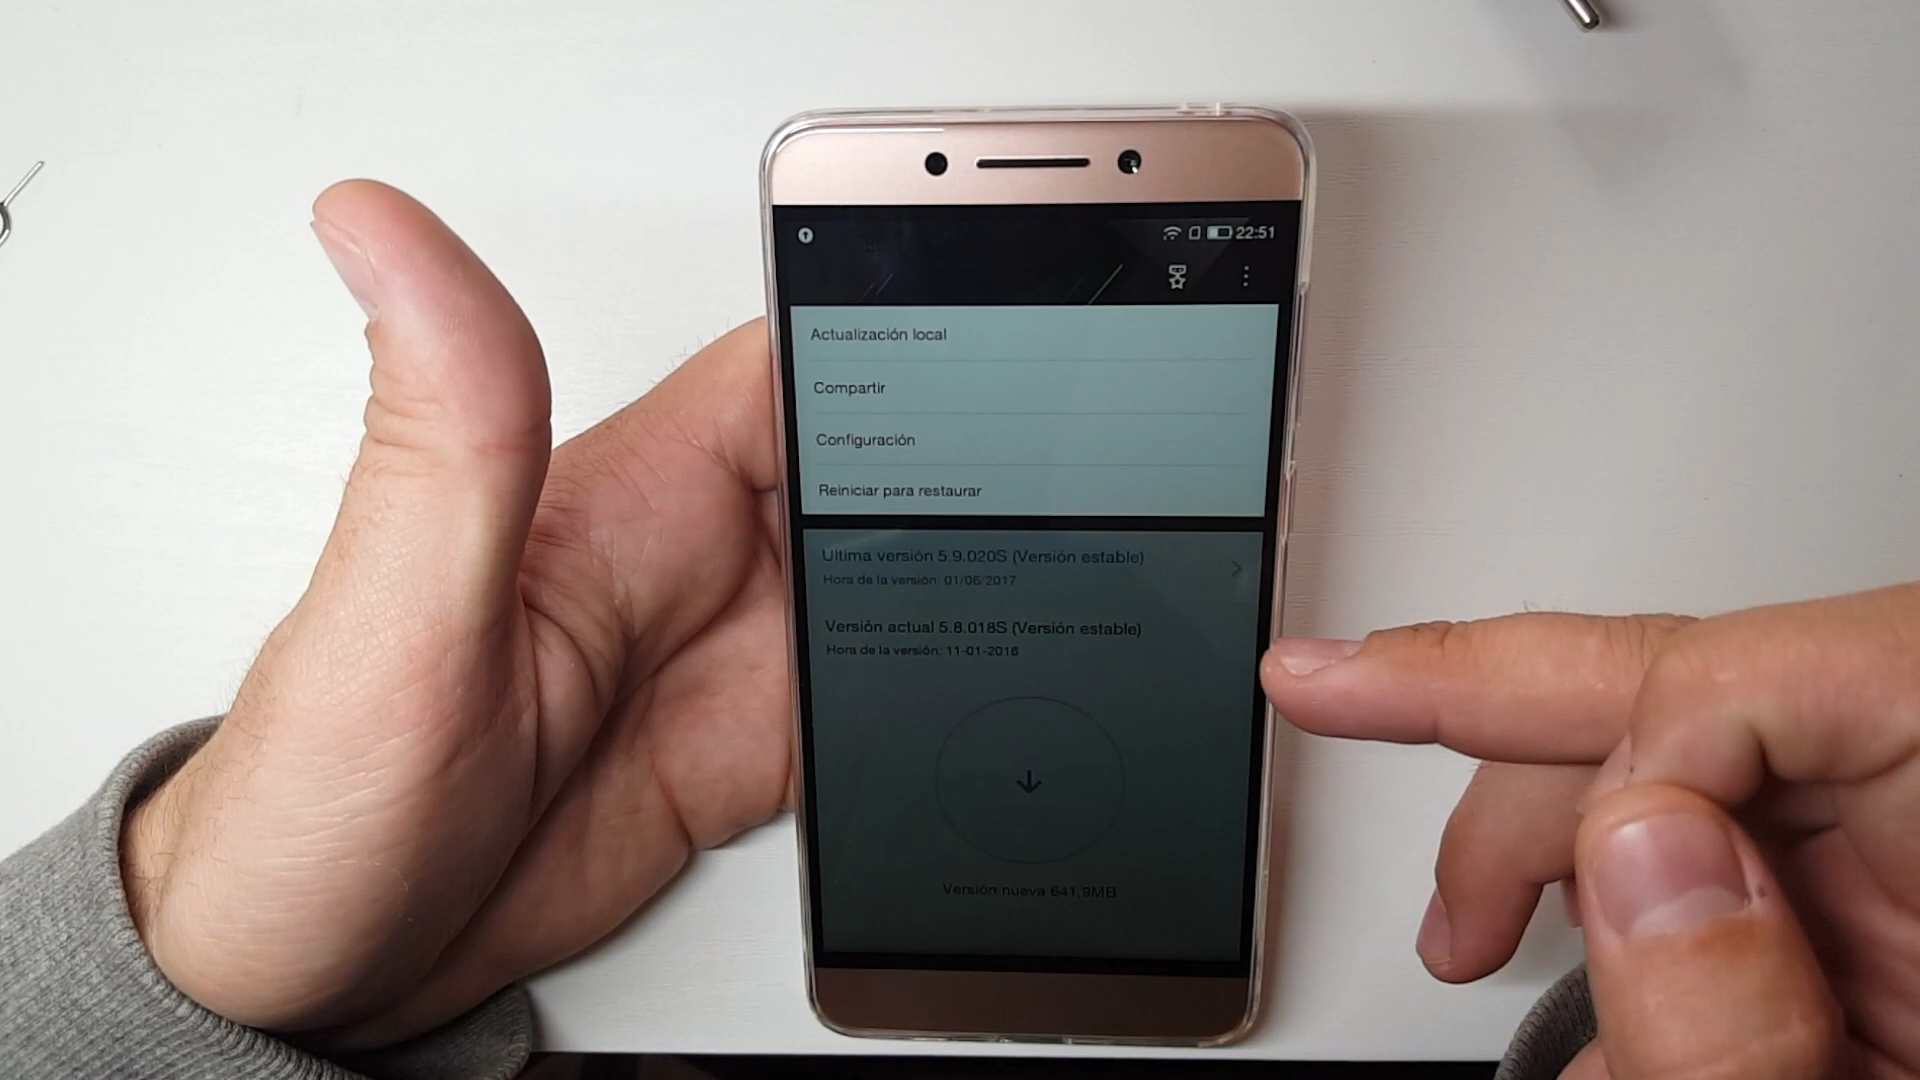 22:51
Actualización local
Compartir
Configuración
Reiniciar para restaurar
Última versión 5.9.020S (Versión estable)
Hora de la versión: 01/06/2017
Versión actual 5.8.018S (Versión estable)
Hora de la versión: 11-01-2016
Versión nueva 641,9MB